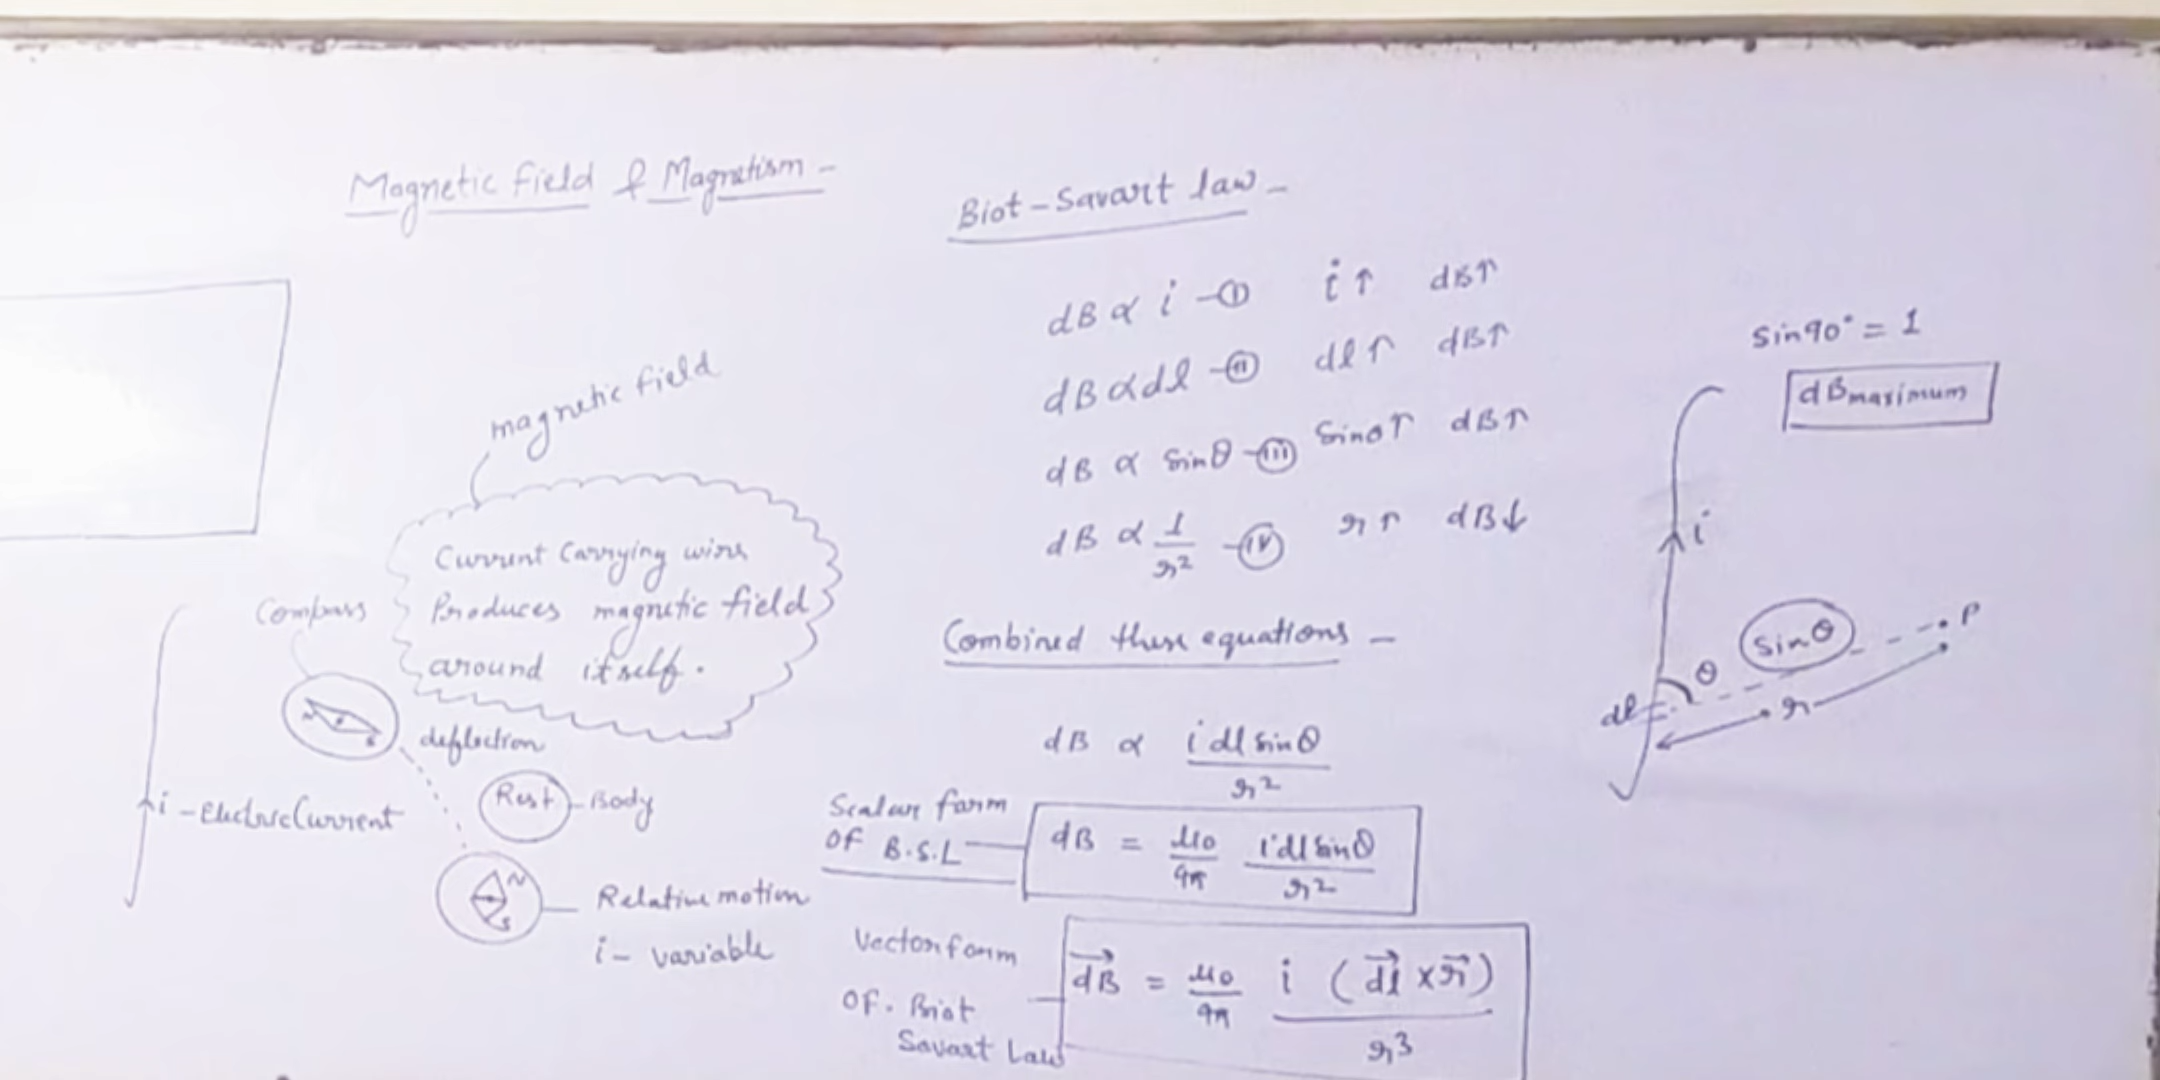 Magnetic field & Magnetism -
magnetic field
Current Carrying wire
Produces magnetic field
around itself.
Compass
N
S
deflection
i - Electric Current
Rest - Body
N
S
Relative motion
i - variable
Biot - Savart law -
dB ∝ i - (I) i↑ dB↑
dB ∝ dl - (II) dl↑ dB↑
dB ∝ sinθ - (III) Sinθ↑ dB↑
dB ∝ 1/r² - (IV) r↑ dB↓
Combined these equations -
dB ∝ i dl sinθ / r²
Scalar form
OF B.S.L
dB = μ₀/4π i dl sinθ / r²
Vector form
OF. Biot
Savart Law
dB⃗ = μ₀/4π i (dl⃗ × r⃗) / r³
Sin90° = 1
dBmaximum
i
sinθ
P
θ
dl
r